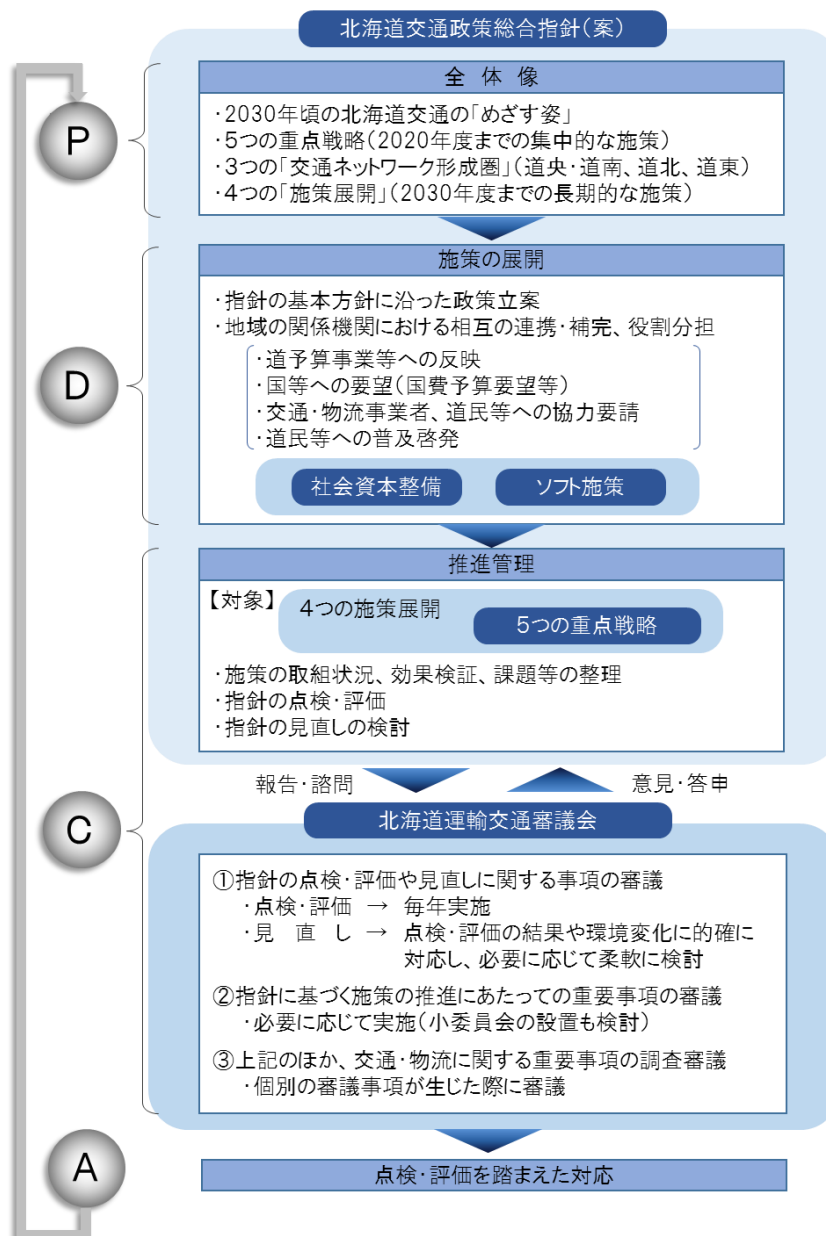 北海道交通政策総合指針(案)
P
全 体 像
・2030年頃の北海道交通の「めざす姿」
・5つの重点戦略(2020年度までの集中的な施策)
・3つの「交通ネットワーク形成圏」(道央・道南、道北、道東)
・4つの「施策展開」(2030年度までの長期的な施策)
D
施策の展開
・指針の基本方針に沿った政策立案
・地域の関係機関における相互の連携・補完、役割分担
・道予算事業等への反映
・国等への要望(国費予算要望等)
・交通・物流事業者、道民等への協力要請
・道民等への普及啓発
社会資本整備 ソフト施策
C
推進管理
【対象】
4つの施策展開
5つの重点戦略
・施策の取組状況、効果検証、課題等の整理
・指針の点検・評価
・指針の見直しの検討
報告・諮問 意見・答申
北海道運輸交通審議会
①指針の点検・評価や見直しに関する事項の審議
・点検・評価 → 毎年実施
・見 直 し → 点検・評価の結果や環境変化に的確に
対応し、必要に応じて柔軟に検討
②指針に基づく施策の推進にあたっての重要事項の審議
・必要に応じて実施(小委員会の設置も検討)
③上記のほか、交通・物流に関する重要事項の調査審議
・個別の審議事項が生じた際に審議
A
点検・評価を踏まえた対応